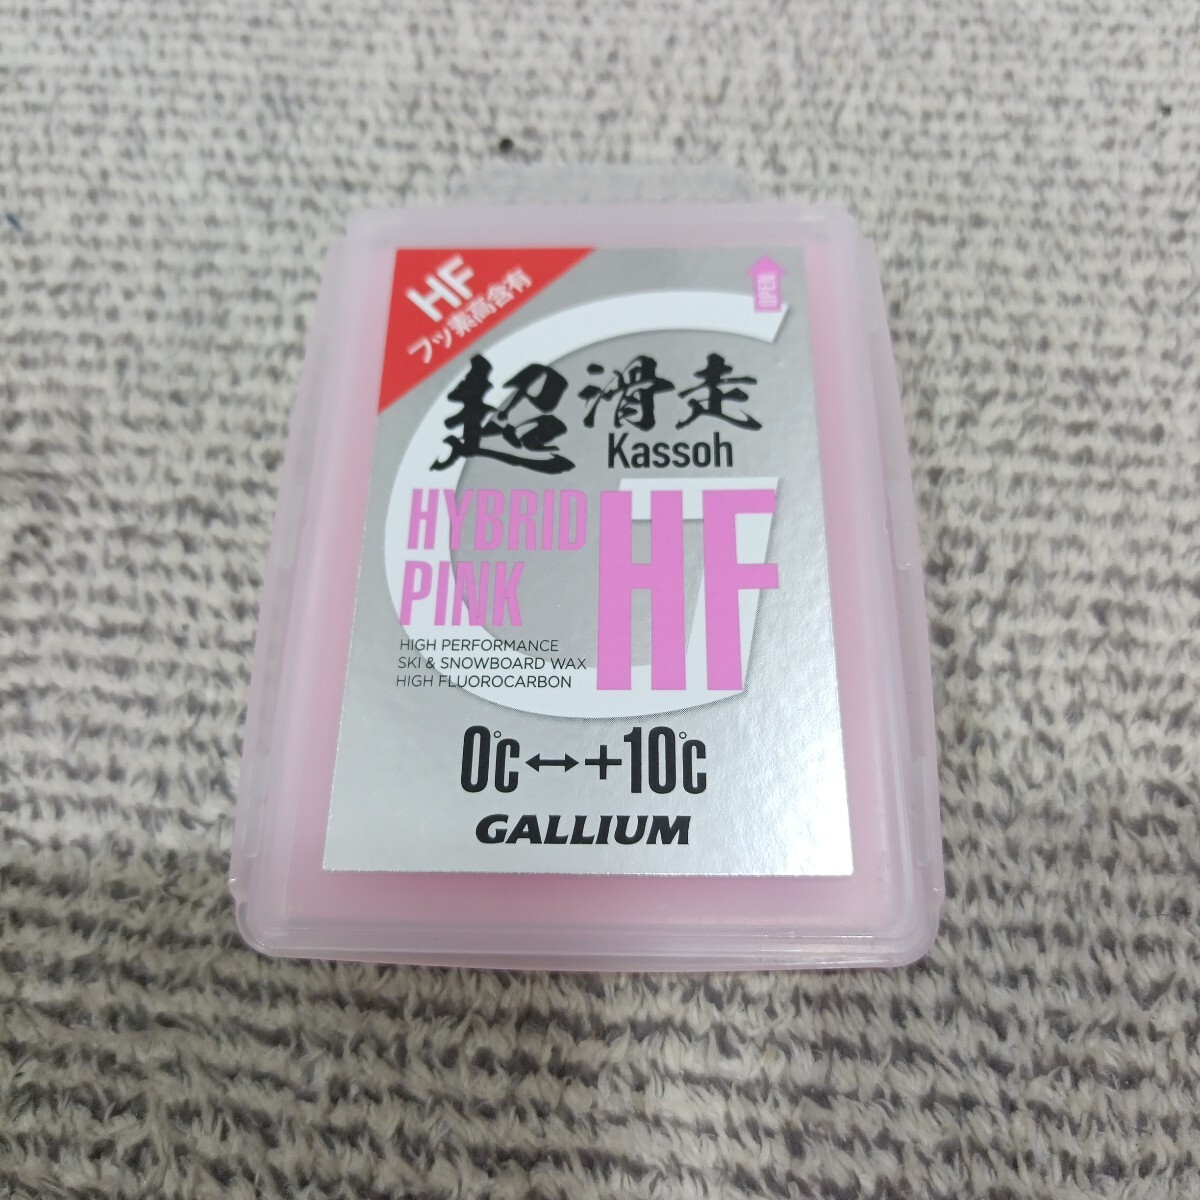 HF
フッ素高含有
OPEN
超滑走
Kassoh
HYBRID
PINK
HF
HIGH PERFORMANCE
SKI & SNOWBOARD WAX
HIGH FLUOROCARBON
0℃↔+10℃
GALLIUM